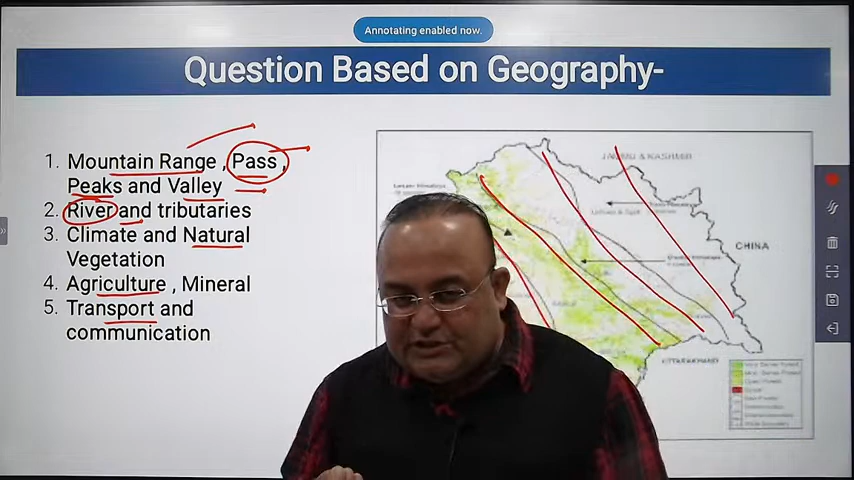 Annotating enabled now.
Question Based on Geography-
1. Mountain Range , Pass ,
Peaks and Valley
2. River and tributaries
3. Climate and Natural
Vegetation
4. Agriculture , Mineral
5. Transport and
communication
JAMMU & KASHMIR
CHINA
UTTARAKHAND